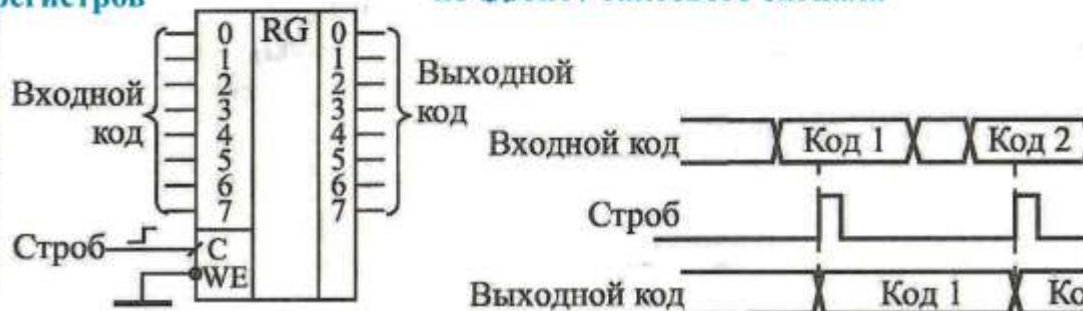 0 RG 0
1 1
2 2
3 3
4 4
5 5
6 6
7 7
Входной
код
Выходной
код
Строб
C
WE
Входной код
Код 1
Код 2
Строб
Выходной код
Код 1